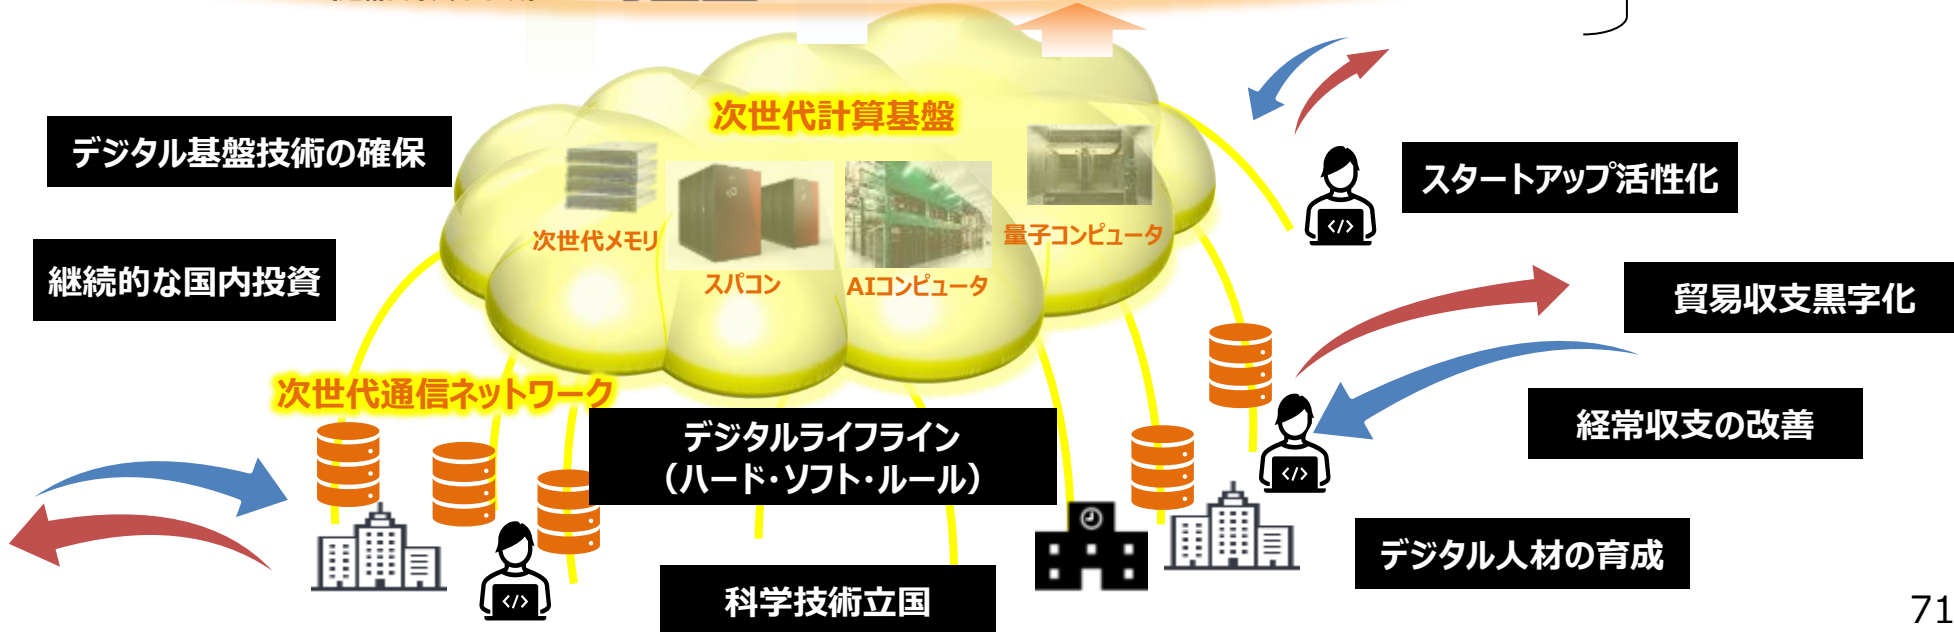 次世代計算基盤
デジタル基盤技術の確保
スタートアップ活性化
次世代メモリ
量子コンピュータ
スパコン
AIコンピュータ
継続的な国内投資
貿易収支黒字化
次世代通信ネットワーク
経常収支の改善
デジタルライフライン
（ハード・ソフト・ルール）
デジタル人材の育成
科学技術立国
</>
</>
</>
71